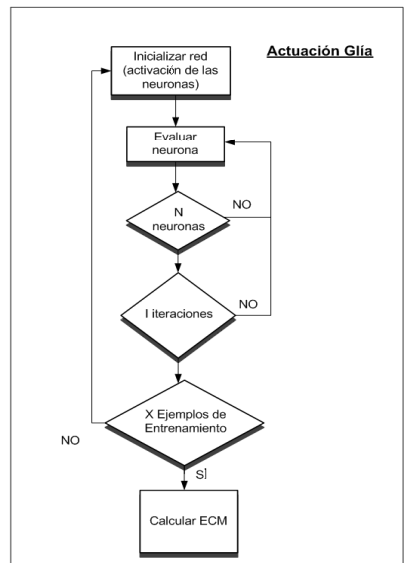 Actuación Glía
Inicializar red
(activación de las
neuronas)
Evaluar
neurona
N
neuronas
NO
I iteraciones
NO
X Ejemplos de
Entrenamiento
NO
SÍ
Calcular ECM